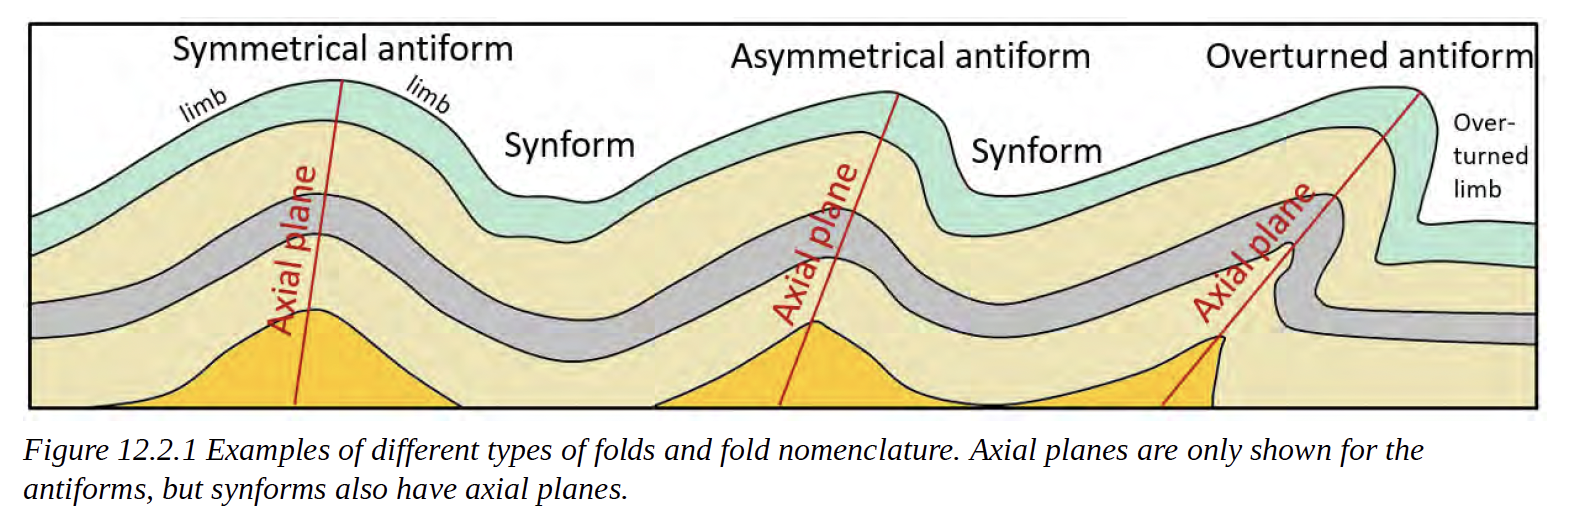 Symmetrical antiform
Asymmetrical antiform
Overturned antiform
limb
limb
Synform
Synform
Over-
turned
limb
Axial plane
Axial plane
Axial plane
Figure 12.2.1 Examples of different types of folds and fold nomenclature. Axial planes are only shown for the
antiforms, but synforms also have axial planes.